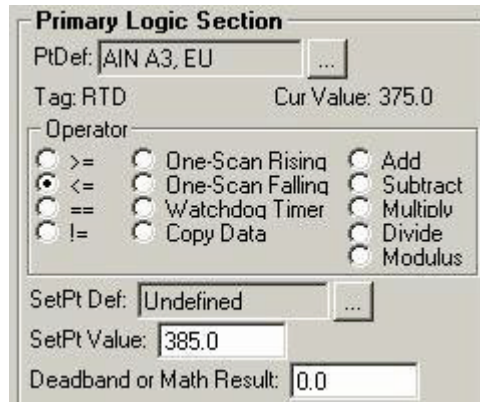 Primary Logic Section
PtDef: AIN A3, EU ...
Tag: RTD Cur Value: 375.0
Operator
>= One-Scan Rising Add
<= One-Scan Falling Subtract
== Watchdog Timer Multiply
!= Copy Data Divide
Modulus
SetPt Def: Undefined ...
SetPt Value: 385.0
Deadband or Math Result: 0.0